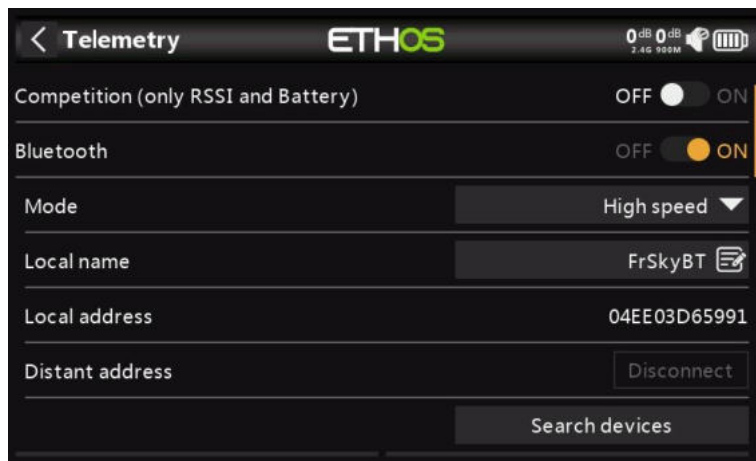 Telemetry ETHOS 0dB 0dB
2.4G 900M
Competition (only RSSI and Battery) OFF ON
Bluetooth OFF ON
Mode High speed
Local name FrSkyBT
Local address 04EE03D65991
Distant address Disconnect
Search devices